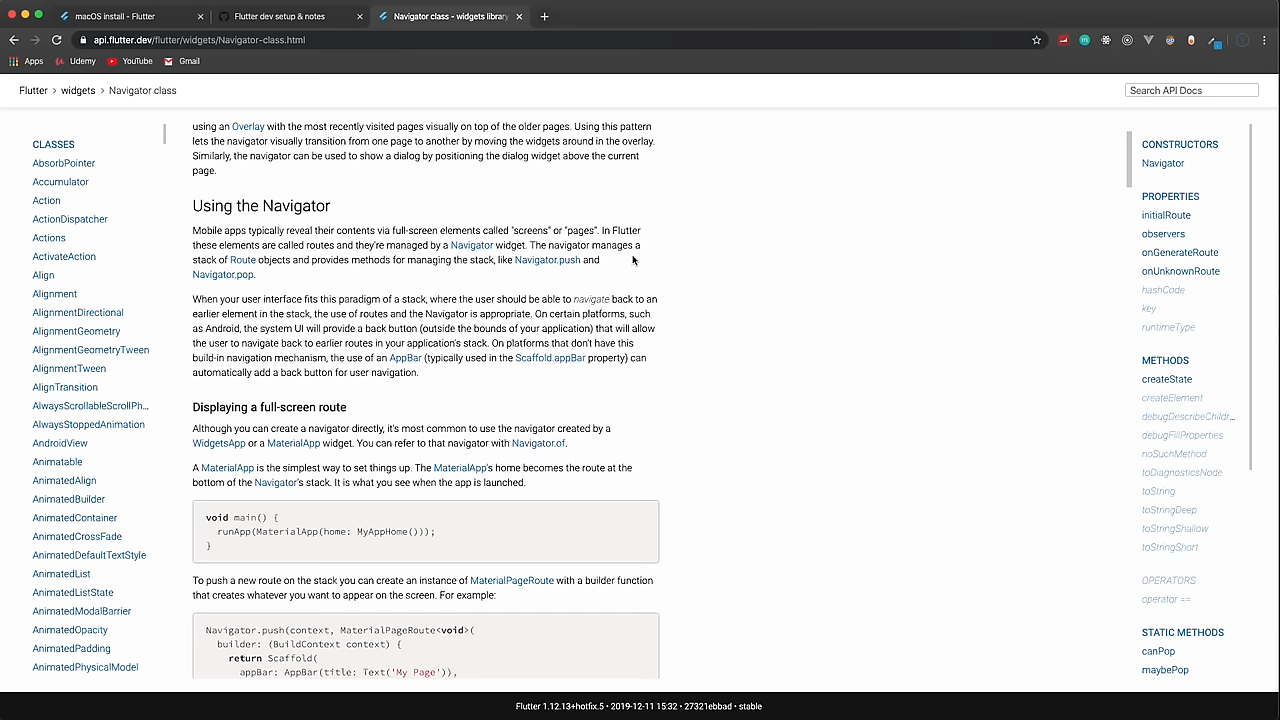 macOS install - Flutter
Flutter dev setup & notes
Navigator class - widgets library
api.flutter.dev/flutter/widgets/Navigator-class.html
Apps
Udemy
YouTube
Gmail
Flutter > widgets > Navigator class
Search API Docs
CLASSES
AbsorbPointer
Accumulator
Action
ActionDispatcher
Actions
ActivateAction
Align
Alignment
AlignmentDirectional
AlignmentGeometry
AlignmentGeometryTween
AlignmentTween
AlignTransition
AlwaysScrollableScrollPh...
AlwaysStoppedAnimation
AndroidView
Animatable
AnimatedAlign
AnimatedBuilder
AnimatedContainer
AnimatedCrossFade
AnimatedDefaultTextStyle
AnimatedList
AnimatedListState
AnimatedModalBarrier
AnimatedOpacity
AnimatedPadding
AnimatedPhysicalModel
using an Overlay with the most recently visited pages visually on top of the older pages. Using this pattern
lets the navigator visually transition from one page to another by moving the widgets around in the overlay.
Similarly, the navigator can be used to show a dialog by positioning the dialog widget above the current
page.
Using the Navigator
Mobile apps typically reveal their contents via full-screen elements called "screens" or "pages". In Flutter
these elements are called routes and they're managed by a Navigator widget. The navigator manages a
stack of Route objects and provides methods for managing the stack, like Navigator.push and
Navigator.pop.
When your user interface fits this paradigm of a stack, where the user should be able to navigate back to an
earlier element in the stack, the use of routes and the Navigator is appropriate. On certain platforms, such
as Android, the system UI will provide a back button (outside the bounds of your application) that will allow
the user to navigate back to earlier routes in your application's stack. On platforms that don't have this
build-in navigation mechanism, the use of an AppBar (typically used in the Scaffold.appBar property) can
automatically add a back button for user navigation.
Displaying a full-screen route
Although you can create a navigator directly, it's most common to use the navigator created by a
WidgetsApp or a MaterialApp widget. You can refer to that navigator with Navigator.of.
A MaterialApp is the simplest way to set things up. The MaterialApp's home becomes the route at the
bottom of the Navigator's stack. It is what you see when the app is launched.
void main() {
runApp(MaterialApp(home: MyAppHome()));
}
To push a new route on the stack you can create an instance of MaterialPageRoute with a builder function
that creates whatever you want to appear on the screen. For example:
Navigator.push(context, MaterialPageRoute<void>(
builder: (BuildContext context) {
return Scaffold(
appBar: AppBar(title: Text('My Page')),
CONSTRUCTORS
Navigator
PROPERTIES
initialRoute
observers
onGenerateRoute
onUnknownRoute
hashCode
key
runtimeType
METHODS
createState
createElement
debugDescribeChildr...
debugFillProperties
noSuchMethod
toDiagnosticsNode
toString
toStringDeep
toStringShallow
toStringShort
OPERATORS
operator ==
STATIC METHODS
canPop
maybePop
Flutter 1.12.13+hotfix.5 • 2019-12-11 15:32 • 27321ebbad • stable